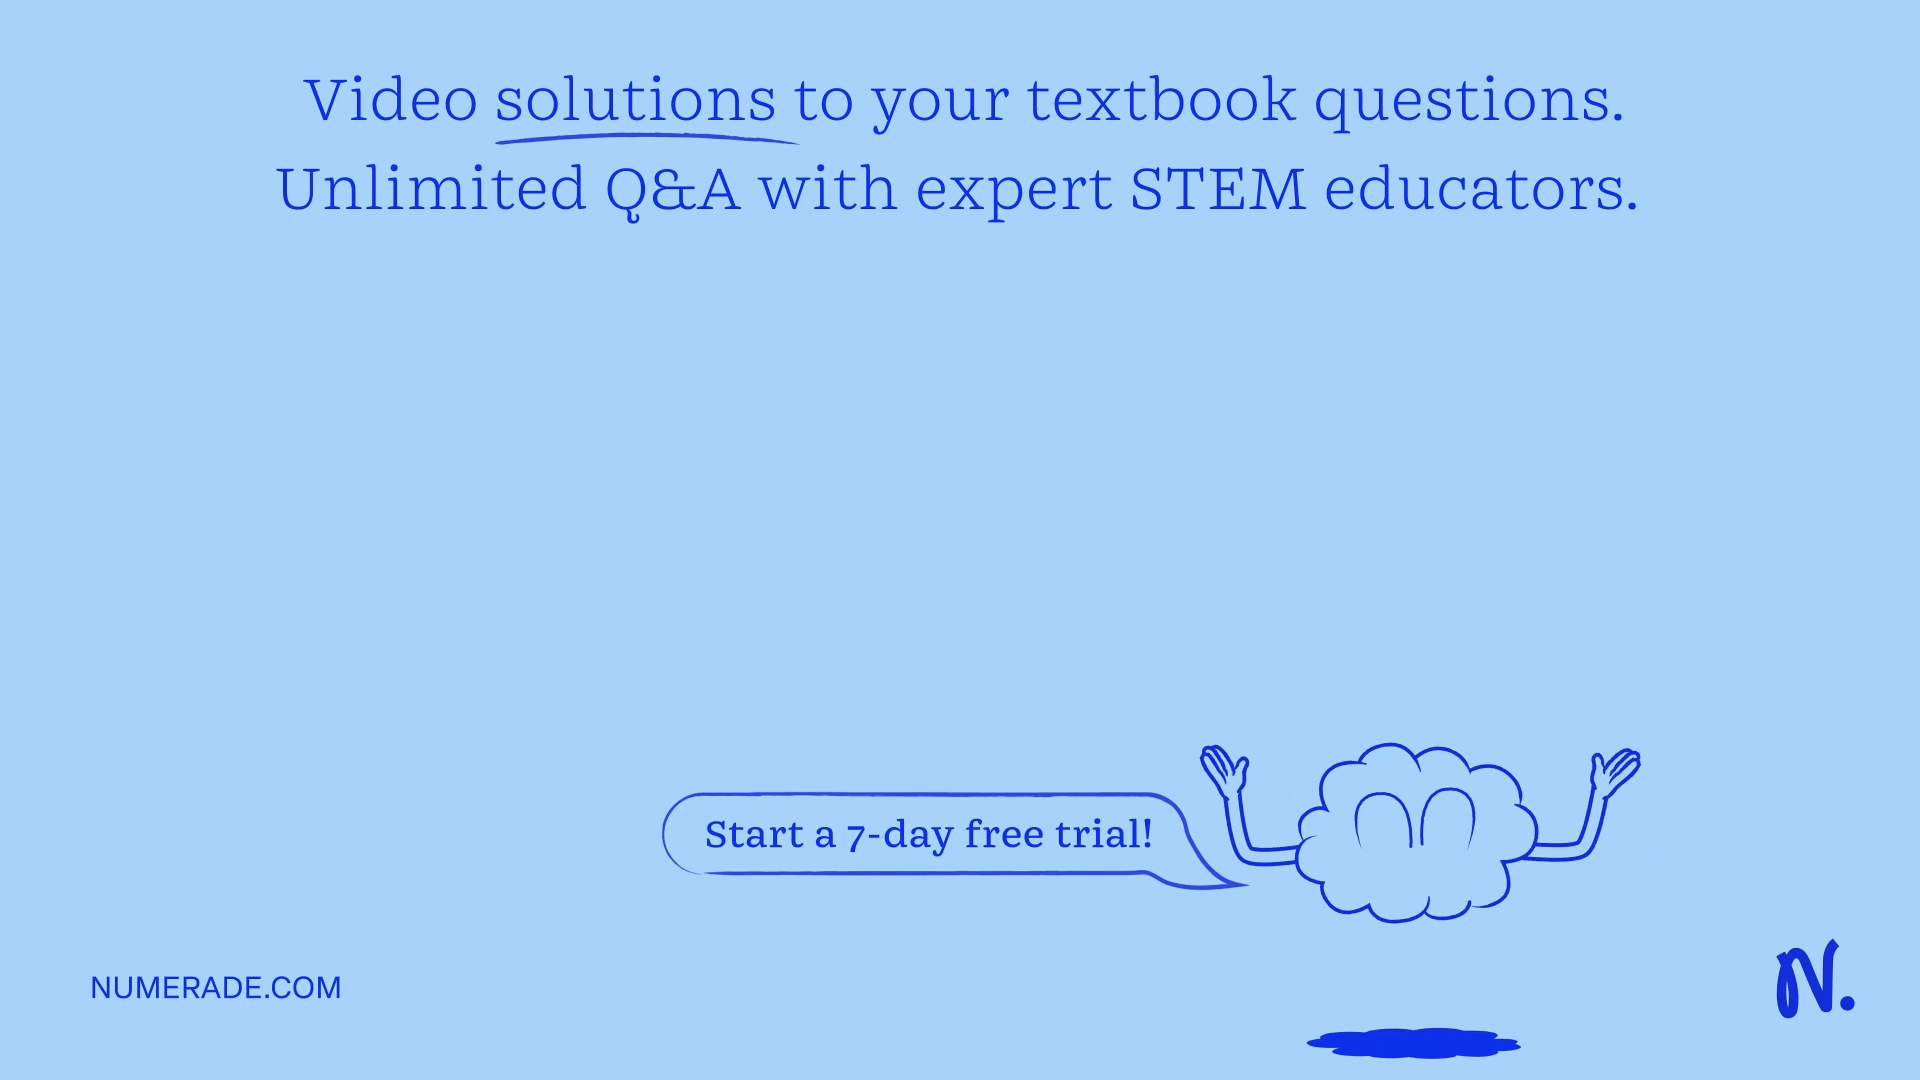 Video solutions to your textbook questions.
Unlimited Q&A with expert STEM educators.
Start a 7-day free trial!
NUMERADE.COM
N.